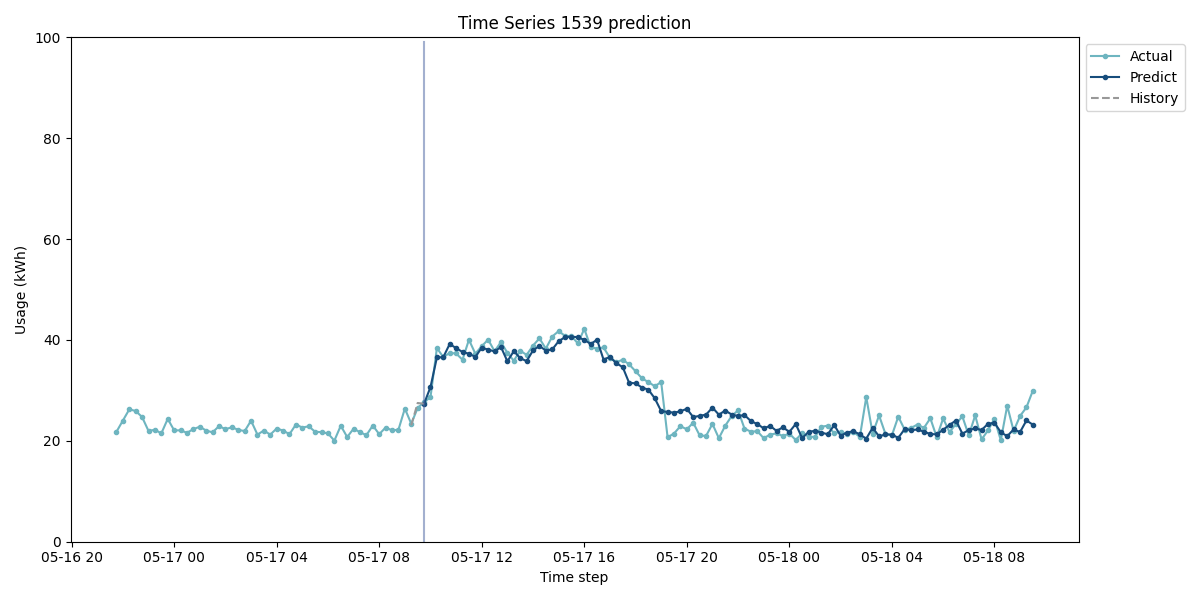 Time Series 1539 prediction
Usage (kWh)
100
80
60
40
20
0
05-16 20
05-17 00
05-17 04
05-17 08
05-17 12
05-17 16
05-17 20
05-18 00
05-18 04
05-18 08
Time step
Actual
Predict
History